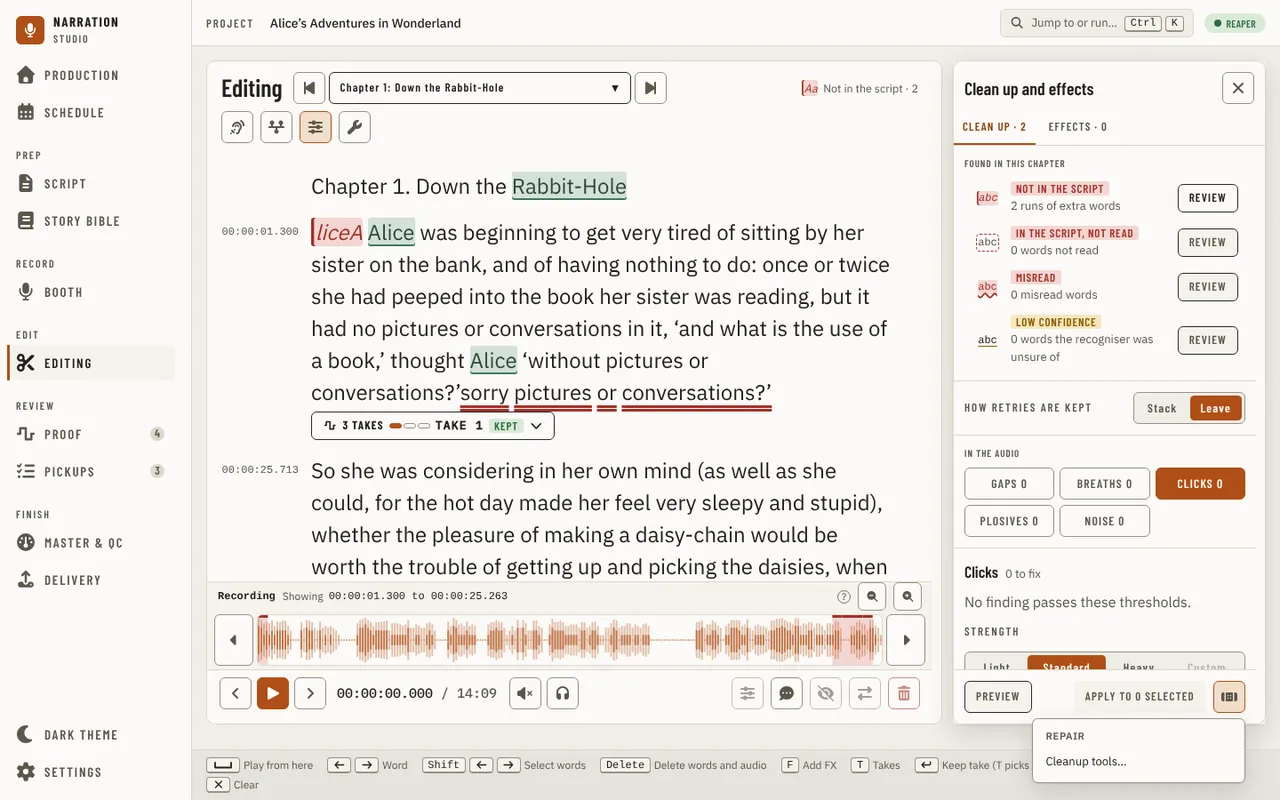 NARRATION
STUDIO
PRODUCTION
SCHEDULE
PREP
SCRIPT
STORY BIBLE
RECORD
BOOTH
EDIT
EDITING
REVIEW
PROOF 4
PICKUPS 3
FINISH
MASTER & QC
DELIVERY
DARK THEME
SETTINGS
PROJECT Alice's Adventures in Wonderland
Jump to or run... Ctrl K
REAPER
Editing
Chapter 1: Down the Rabbit-Hole
Aa Not in the script · 2
Chapter 1. Down the Rabbit-Hole
00:00:01.300 liceA Alice was beginning to get very tired of sitting by her
sister on the bank, and of having nothing to do: once or twice
she had peeped into the book her sister was reading, but it
had no pictures or conversations in it, ‘and what is the use of
a book,’ thought Alice ‘without pictures or
conversations?’sorry pictures or conversations?’
3 TAKES TAKE 1 KEPT
00:00:25.713 So she was considering in her own mind (as well as she
could, for the hot day made her feel very sleepy and stupid),
whether the pleasure of making a daisy-chain would be
worth the trouble of getting up and picking the daisies, when
Recording Showing 00:00:01.300 to 00:00:25.263
?
00:00:00.000 / 14:09
Clean up and effects
CLEAN UP · 2 EFFECTS · 0
FOUND IN THIS CHAPTER
abc NOT IN THE SCRIPT
2 runs of extra words
REVIEW
abc IN THE SCRIPT, NOT READ
0 words not read
REVIEW
abc MISREAD
0 misread words
REVIEW
abc LOW CONFIDENCE
0 words the recogniser was
unsure of
REVIEW
HOW RETRIES ARE KEPT Stack Leave
IN THE AUDIO
GAPS 0 BREATHS 0 CLICKS 0
PLOSIVES 0 NOISE 0
Clicks 0 to fix
No finding passes these thresholds.
STRENGTH
Light Standard Heavy Custom
PREVIEW APPLY TO 0 SELECTED
REPAIR
Cleanup tools...
Play from here ← → Word Shift ← → Select words Delete Delete words and audio F Add FX T Takes ↵ Keep take (T picks
✕ Clear